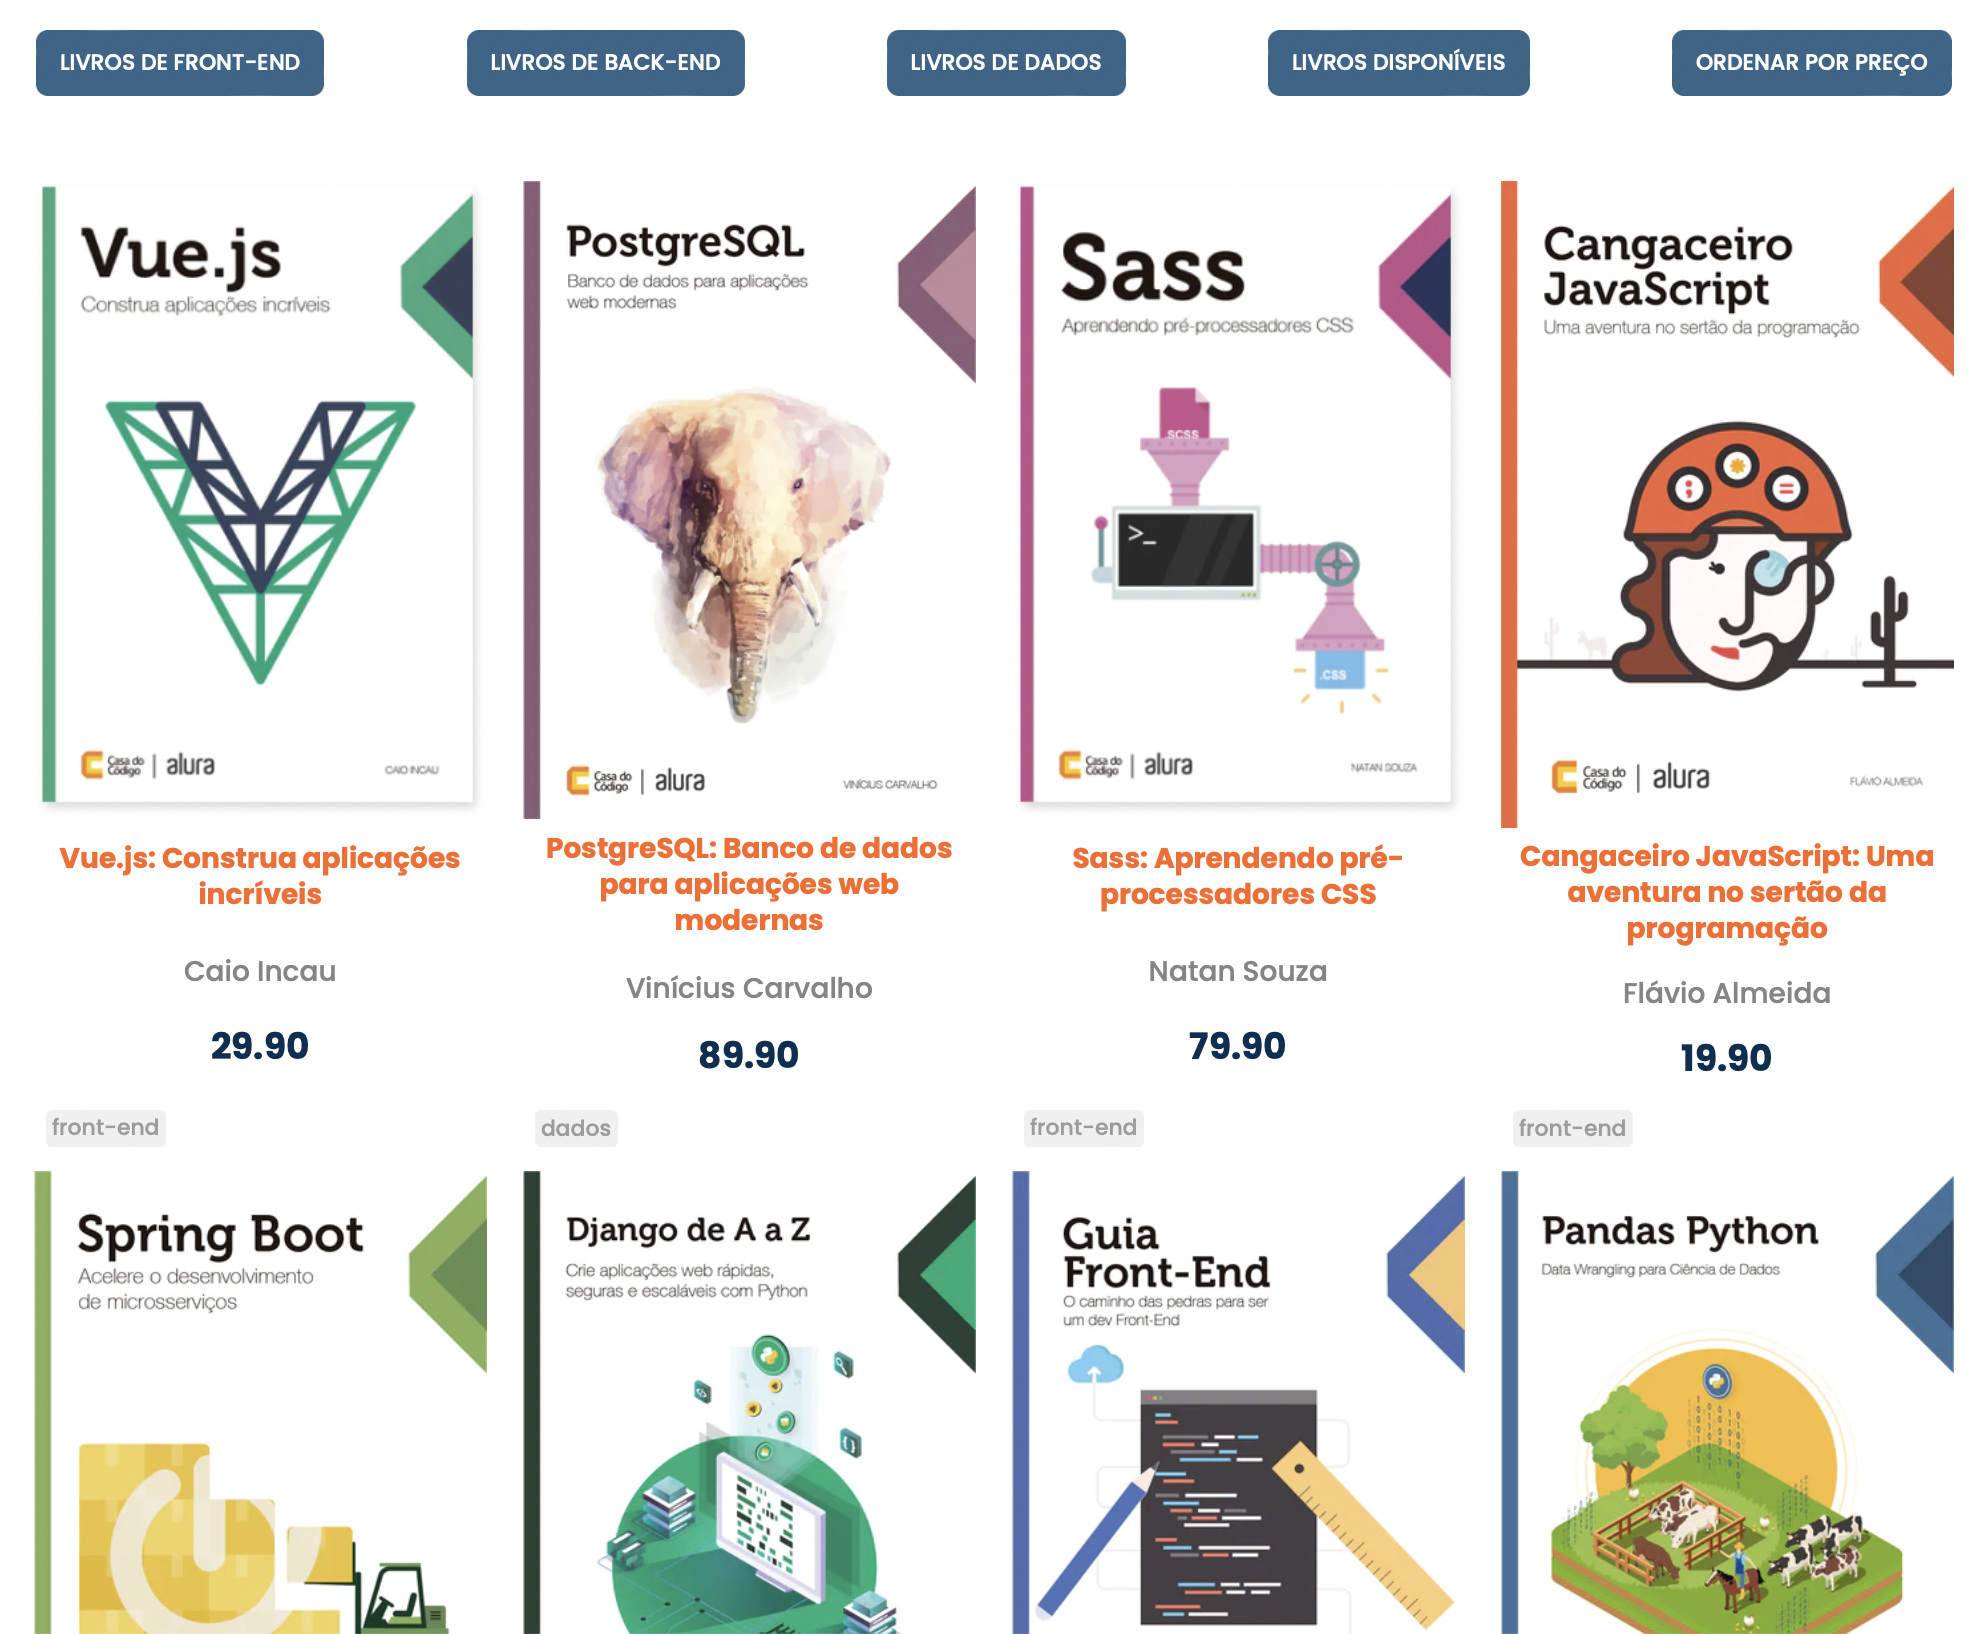 LIVROS DE FRONT-END
LIVROS DE BACK-END
LIVROS DE DADOS
LIVROS DISPONÍVEIS
ORDENAR POR PREÇO
Vue.js
Construa aplicações incríveis
Casa do
Código
alura
CAIO INCAU
PostgreSQL
Banco de dados para aplicações
web modernas
Casa do
Código
alura
VINÍCIUS CARVALHO
Sass
Aprendendo pré-processadores CSS
.SCSS
>_
.CSS
Casa do
Código
alura
NATAN SOUZA
Cangaceiro
JavaScript
Uma aventura no sertão da programação
; * =
Casa do
Código
alura
FLÁVIO ALMEIDA
Vue.js: Construa aplicações
incríveis
Caio Incau
29.90
front-end
PostgreSQL: Banco de dados
para aplicações web
modernas
Vinícius Carvalho
89.90
dados
Sass: Aprendendo pré-
processadores CSS
Natan Souza
79.90
front-end
Cangaceiro JavaScript: Uma
aventura no sertão da
programação
Flávio Almeida
19.90
front-end
Spring Boot
Acelere o desenvolvimento
de microsserviços
Django de A a Z
Crie aplicações web rápidas,
seguras e escaláveis com Python
Guia
Front-End
O caminho das pedras para ser
um dev Front-End
Pandas Python
Data Wrangling para Ciência de Dados